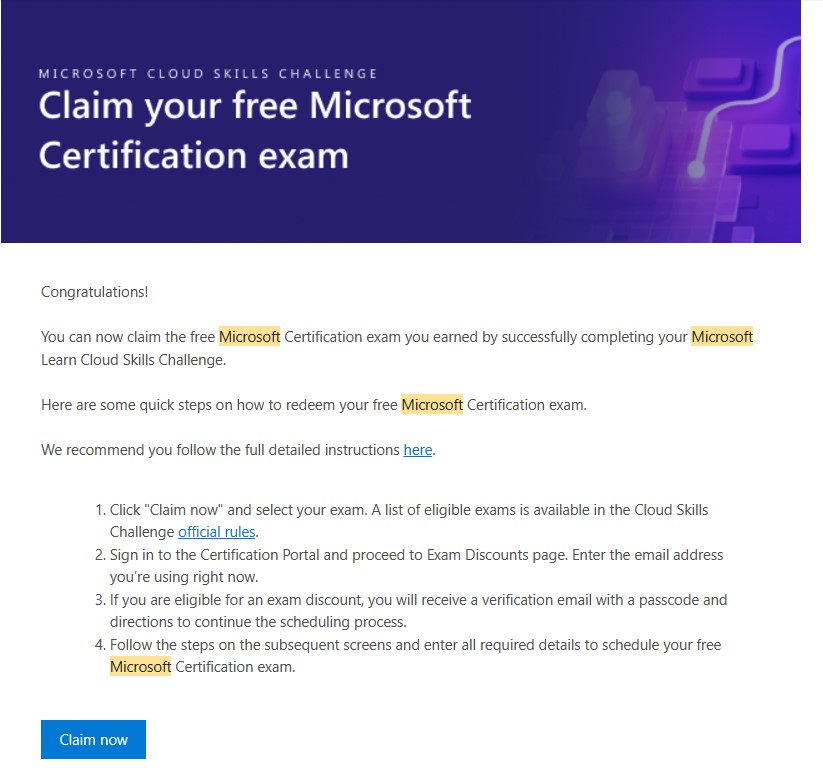 MICROSOFT CLOUD SKILLS CHALLENGE
Claim your free Microsoft
Certification exam
Congratulations!
You can now claim the free Microsoft Certification exam you earned by successfully completing your Microsoft
Learn Cloud Skills Challenge.
Here are some quick steps on how to redeem your free Microsoft Certification exam.
We recommend you follow the full detailed instructions here.
1. Click "Claim now" and select your exam. A list of eligible exams is available in the Cloud Skills
Challenge official rules.
2. Sign in to the Certification Portal and proceed to Exam Discounts page. Enter the email address
you're using right now.
3. If you are eligible for an exam discount, you will receive a verification email with a passcode and
directions to continue the scheduling process.
4. Follow the steps on the subsequent screens and enter all required details to schedule your free
Microsoft Certification exam.
Claim now